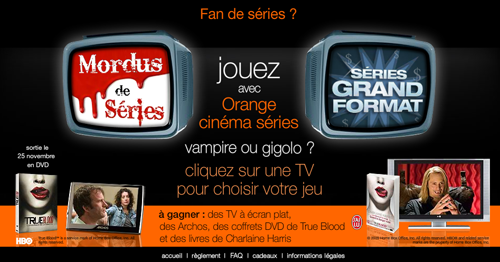 Fan de séries ?
Mordus
de
Séries
jouez
avec
Orange
cinéma séries
SÉRIES
GRAND
FORMAT
vampire ou gigolo ?
cliquez sur une TV
pour choisir votre jeu
sortie le
25 novembre
en DVD
TRUEBLOOD
à gagner : des TV à écran plat,
des Archos, des coffrets DVD de True Blood
et des livres de Charlaine Harris
J'AI LU
HBO
accueil | règlement | FAQ | cadeaux | informations légales